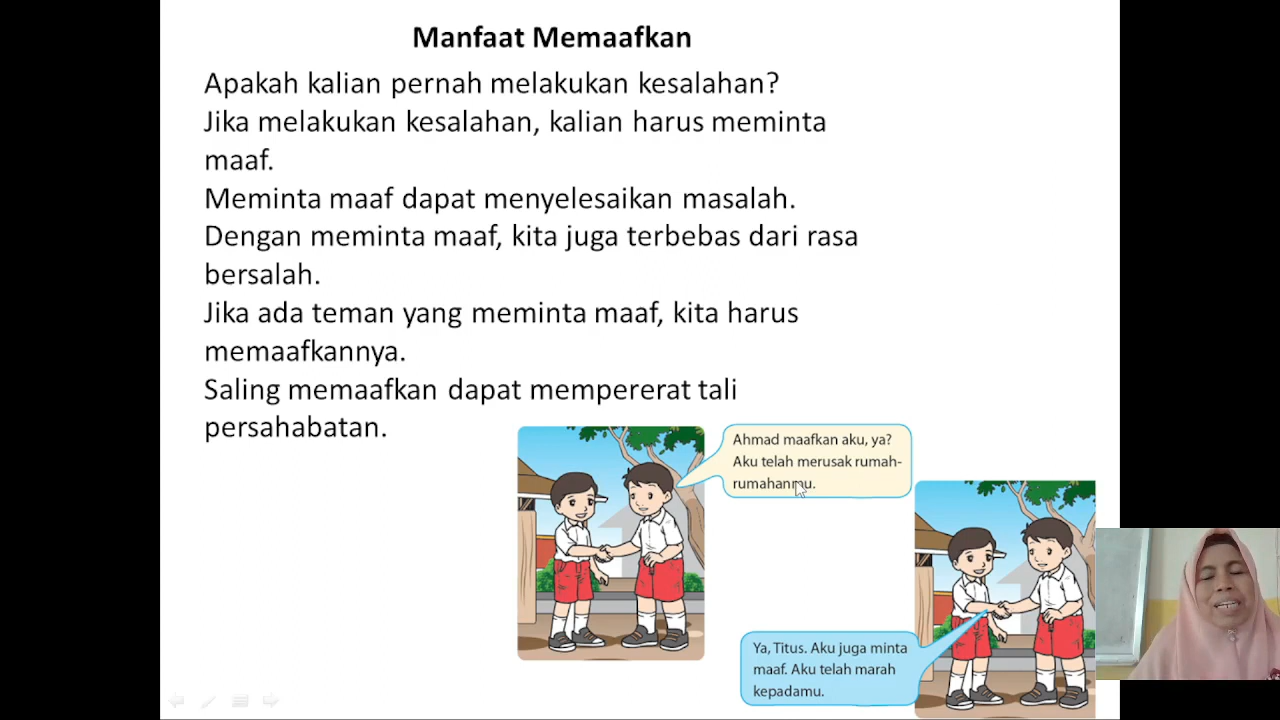 Manfaat Memaafkan
Apakah kalian pernah melakukan kesalahan?
Jika melakukan kesalahan, kalian harus meminta
maaf.
Meminta maaf dapat menyelesaikan masalah.
Dengan meminta maaf, kita juga terbebas dari rasa
bersalah.
Jika ada teman yang meminta maaf, kita harus
memaafkannya.
Saling memaafkan dapat mempererat tali
persahabatan.
Ahmad maafkan aku, ya?
Aku telah merusak rumah-
rumahanmu.
Ya, Titus. Aku juga minta
maaf. Aku telah marah
kepadamu.